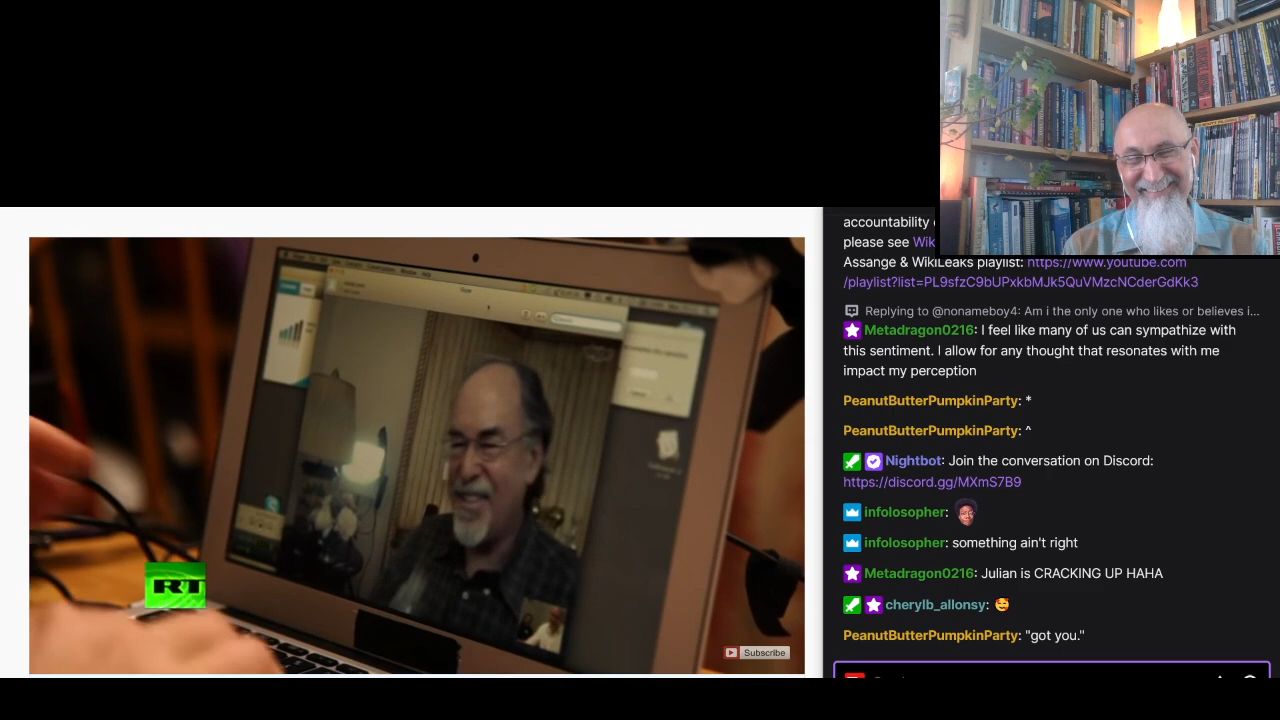 accountability
please see Wik
Assange & WikiLeaks playlist: https://www.youtube.com
/playlist?list=PL9sfzC9bUPxkbMJk5QuVMzcNCderGdKk3
Replying to @nonameboy4: Am i the only one who likes or believes i...
Metadragon0216: I feel like many of us can sympathize with
this sentiment. I allow for any thought that resonates with me
impact my perception
PeanutButterPumpkinParty: *
PeanutButterPumpkinParty: ^
Nightbot: Join the conversation on Discord:
https://discord.gg/MXmS7B9
infolosopher:
infolosopher: something ain't right
Metadragon0216: Julian is CRACKING UP HAHA
cherylb_allonsy: 🥰
PeanutButterPumpkinParty: "got you."
RT
Subscribe